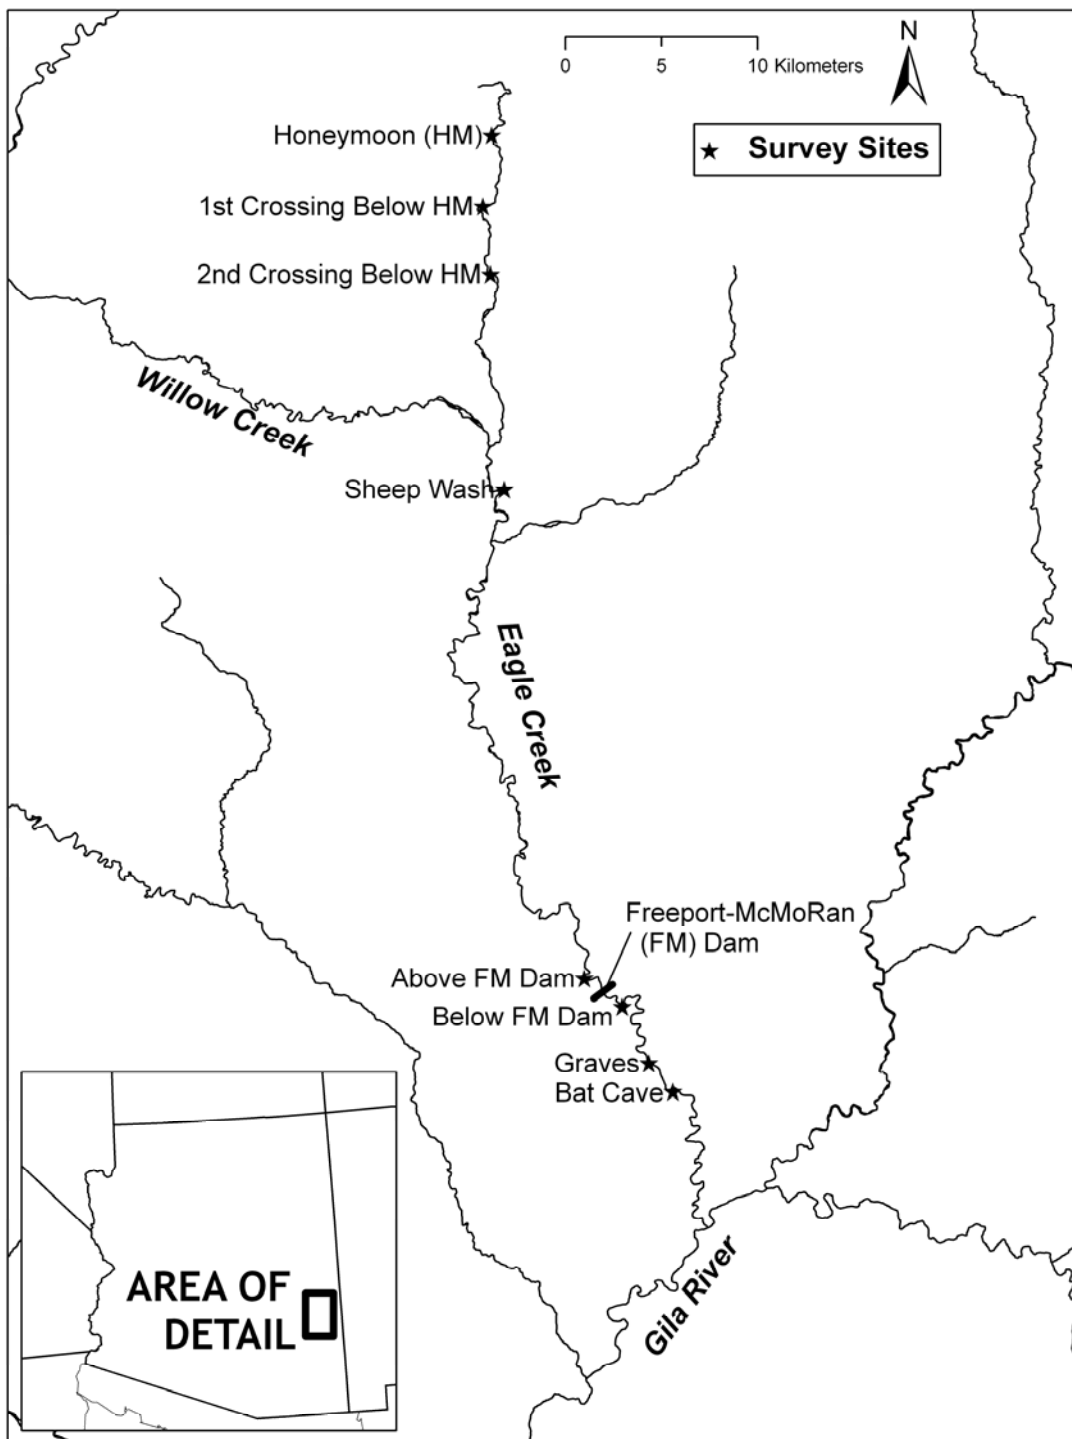 N
0 5 10 Kilometers
Survey Sites
Honeymoon (HM)
1st Crossing Below HM
2nd Crossing Below HM
Willow Creek
Sheep Wash
Eagle Creek
Freeport-McMoRan
(FM) Dam
Above FM Dam
Below FM Dam
Graves
Bat Cave
Gila River
AREA OF
DETAIL